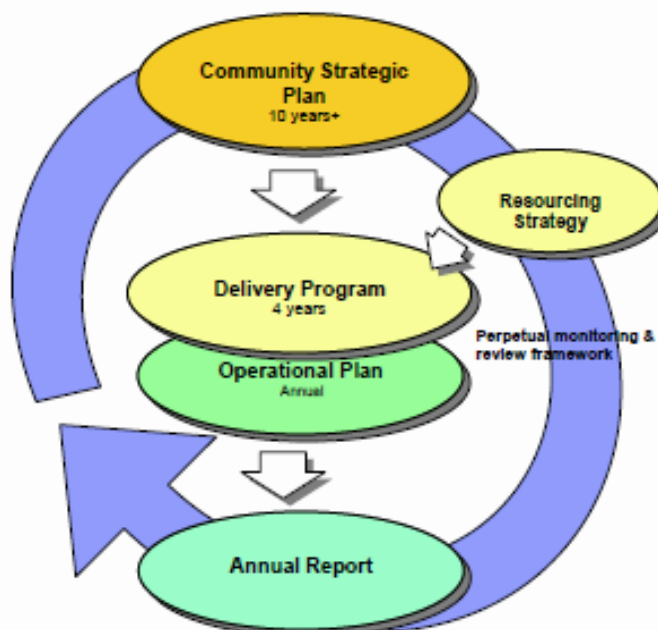 Community Strategic
Plan
10 years+
Resourcing
Strategy
Delivery Program
4 years
Perpetual monitoring &
review framework
Operational Plan
Annual
Annual Report